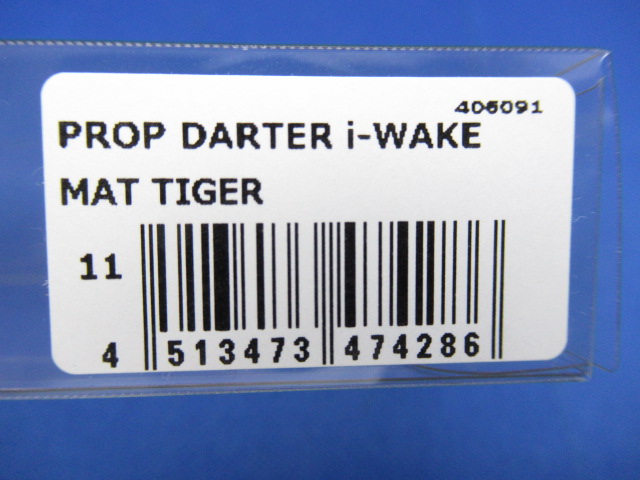 406091
PROP DARTER i-WAKE
MAT TIGER
11
4 513473 474286